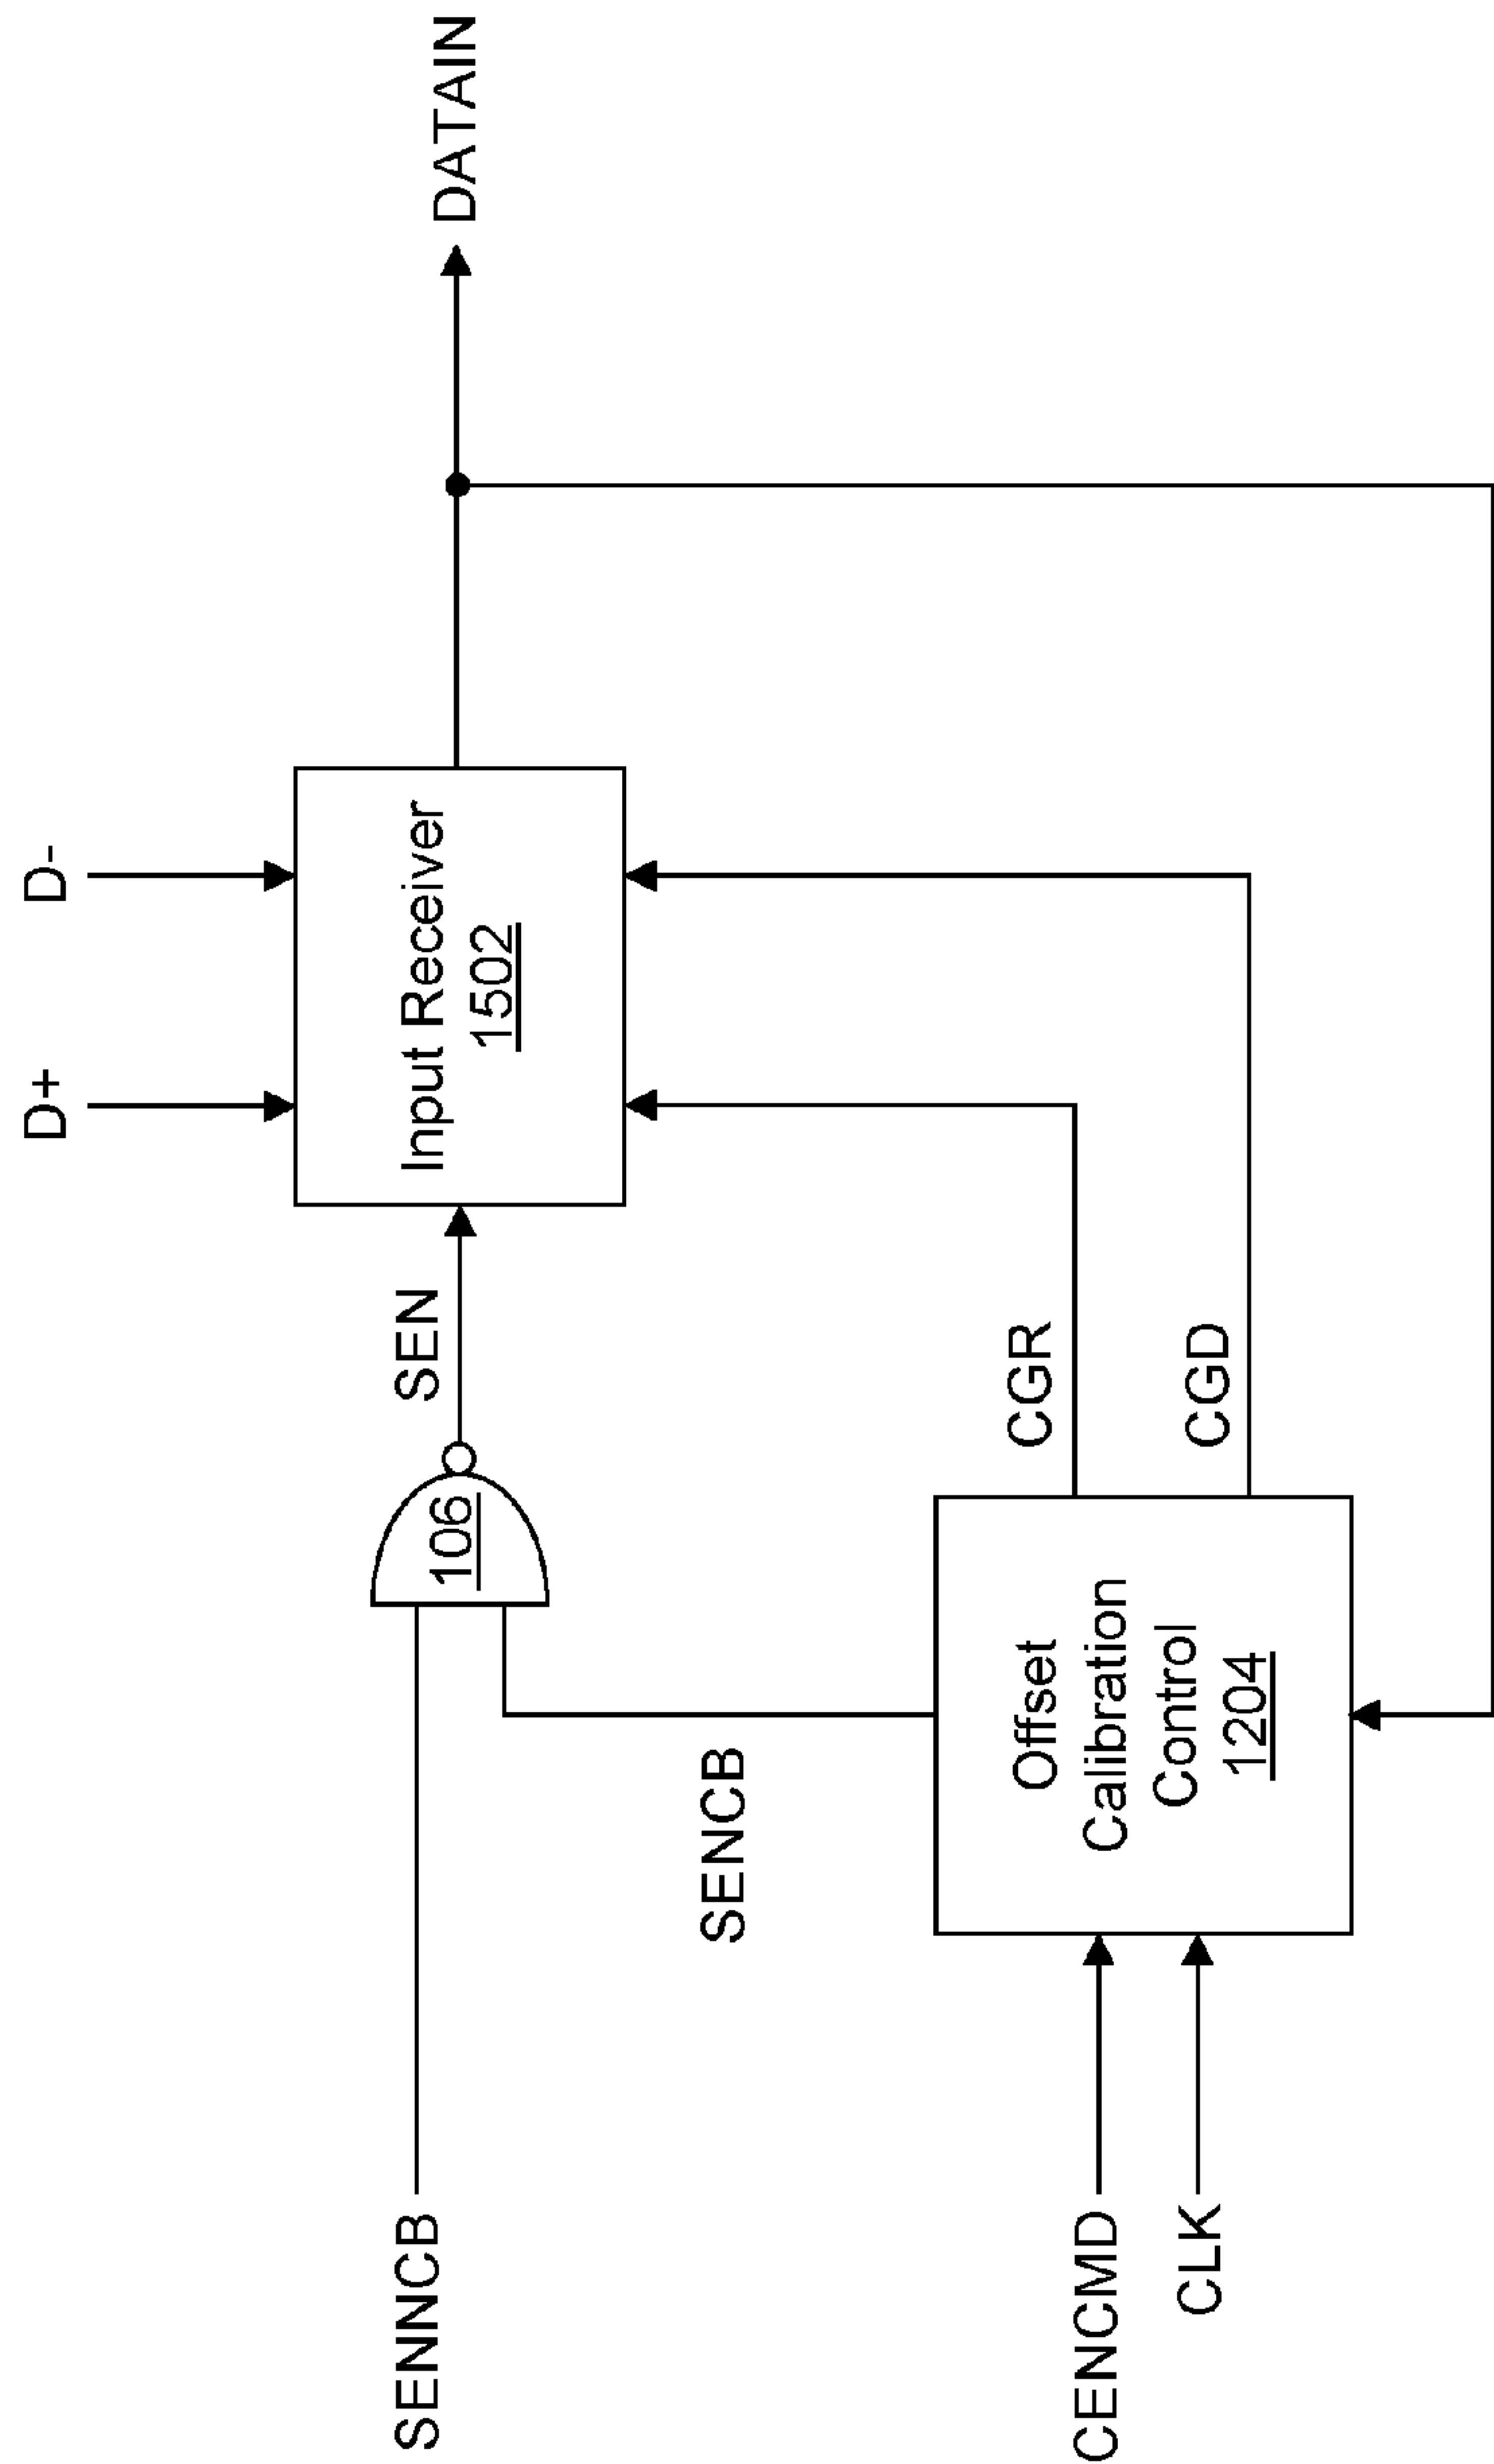 D+
D-
SENNCB
106
SEN
Input Receiver
1502
DATAIN
SENCB
CGR
CGD
CENCMD
CLK
Offset
Calibration
Control
1204